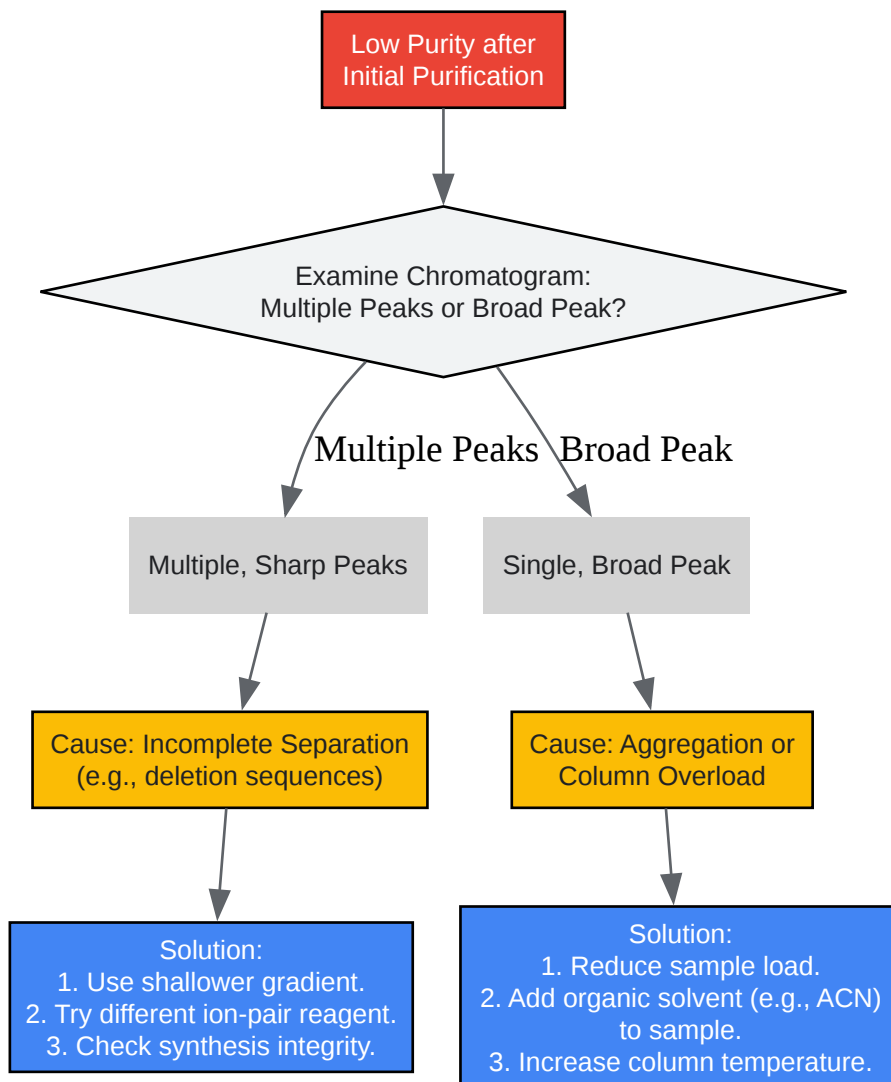 Low Purity after
Initial Purification
Examine Chromatogram:
Multiple Peaks or Broad Peak?
Multiple Peaks
Broad Peak
Multiple, Sharp Peaks
Single, Broad Peak
Cause: Incomplete Separation
(e.g., deletion sequences)
Cause: Aggregation or
Column Overload
Solution:
1. Use shallower gradient.
2. Try different ion-pair reagent.
3. Check synthesis integrity.
Solution:
1. Reduce sample load.
2. Add organic solvent (e.g., ACN)
to sample.
3. Increase column temperature.